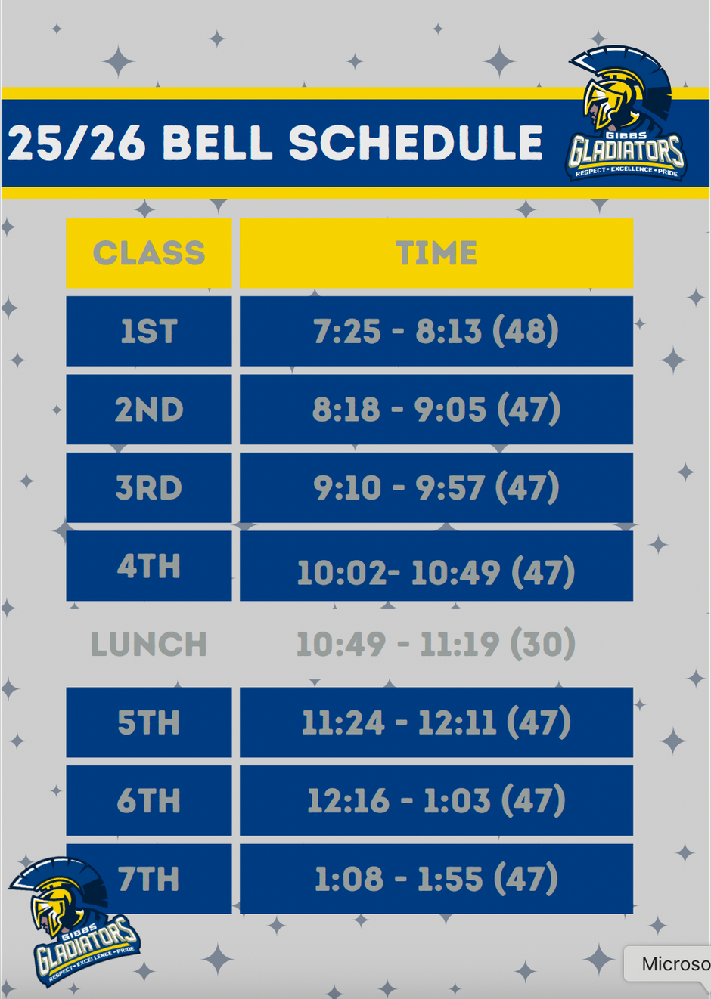 25/26 BELL SCHEDULE
GIBBS
GLADIATORS
RESPECT • EXCELLENCE • PRIDE
CLASS TIME
1ST 7:25 - 8:13 (48)
2ND 8:18 - 9:05 (47)
3RD 9:10 - 9:57 (47)
4TH 10:02- 10:49 (47)
LUNCH 10:49 - 11:19 (30)
5TH 11:24 - 12:11 (47)
6TH 12:16 - 1:03 (47)
7TH 1:08 - 1:55 (47)
GIBBS
GLADIATORS
RESPECT • EXCELLENCE • PRIDE
Microso